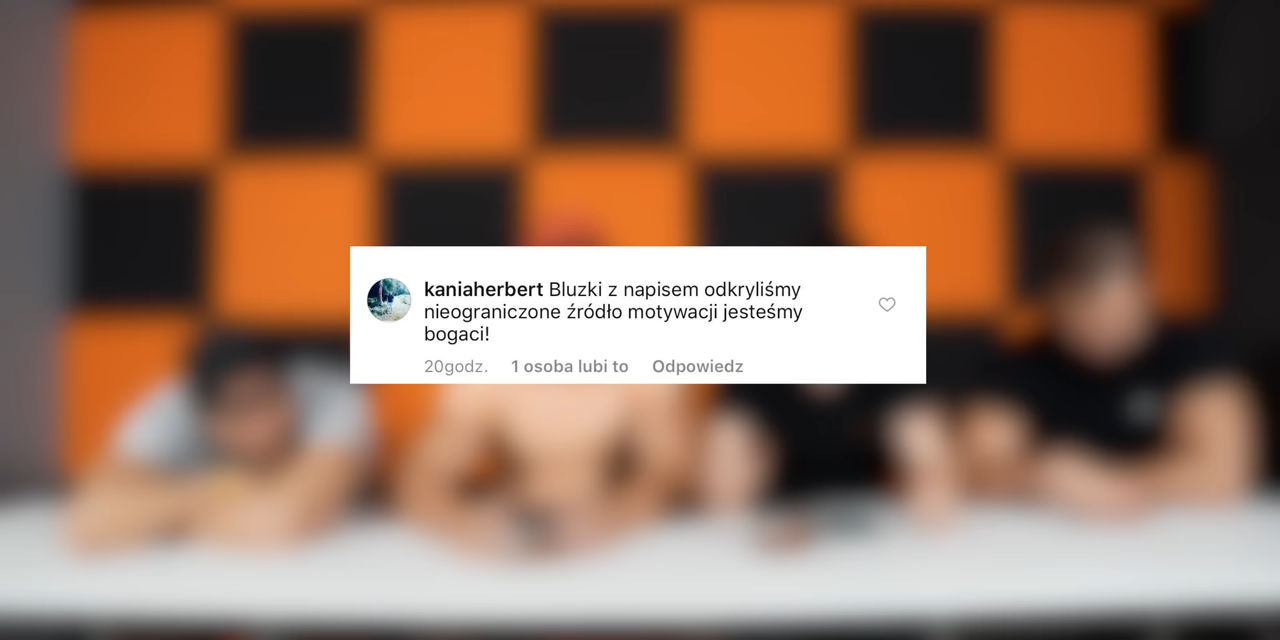 kaniaherbert Bluzki z napisem odkryliśmy
nieograniczone źródło motywacji jesteśmy
bogaci!
20godz. 1 osoba lubi to Odpowiedz